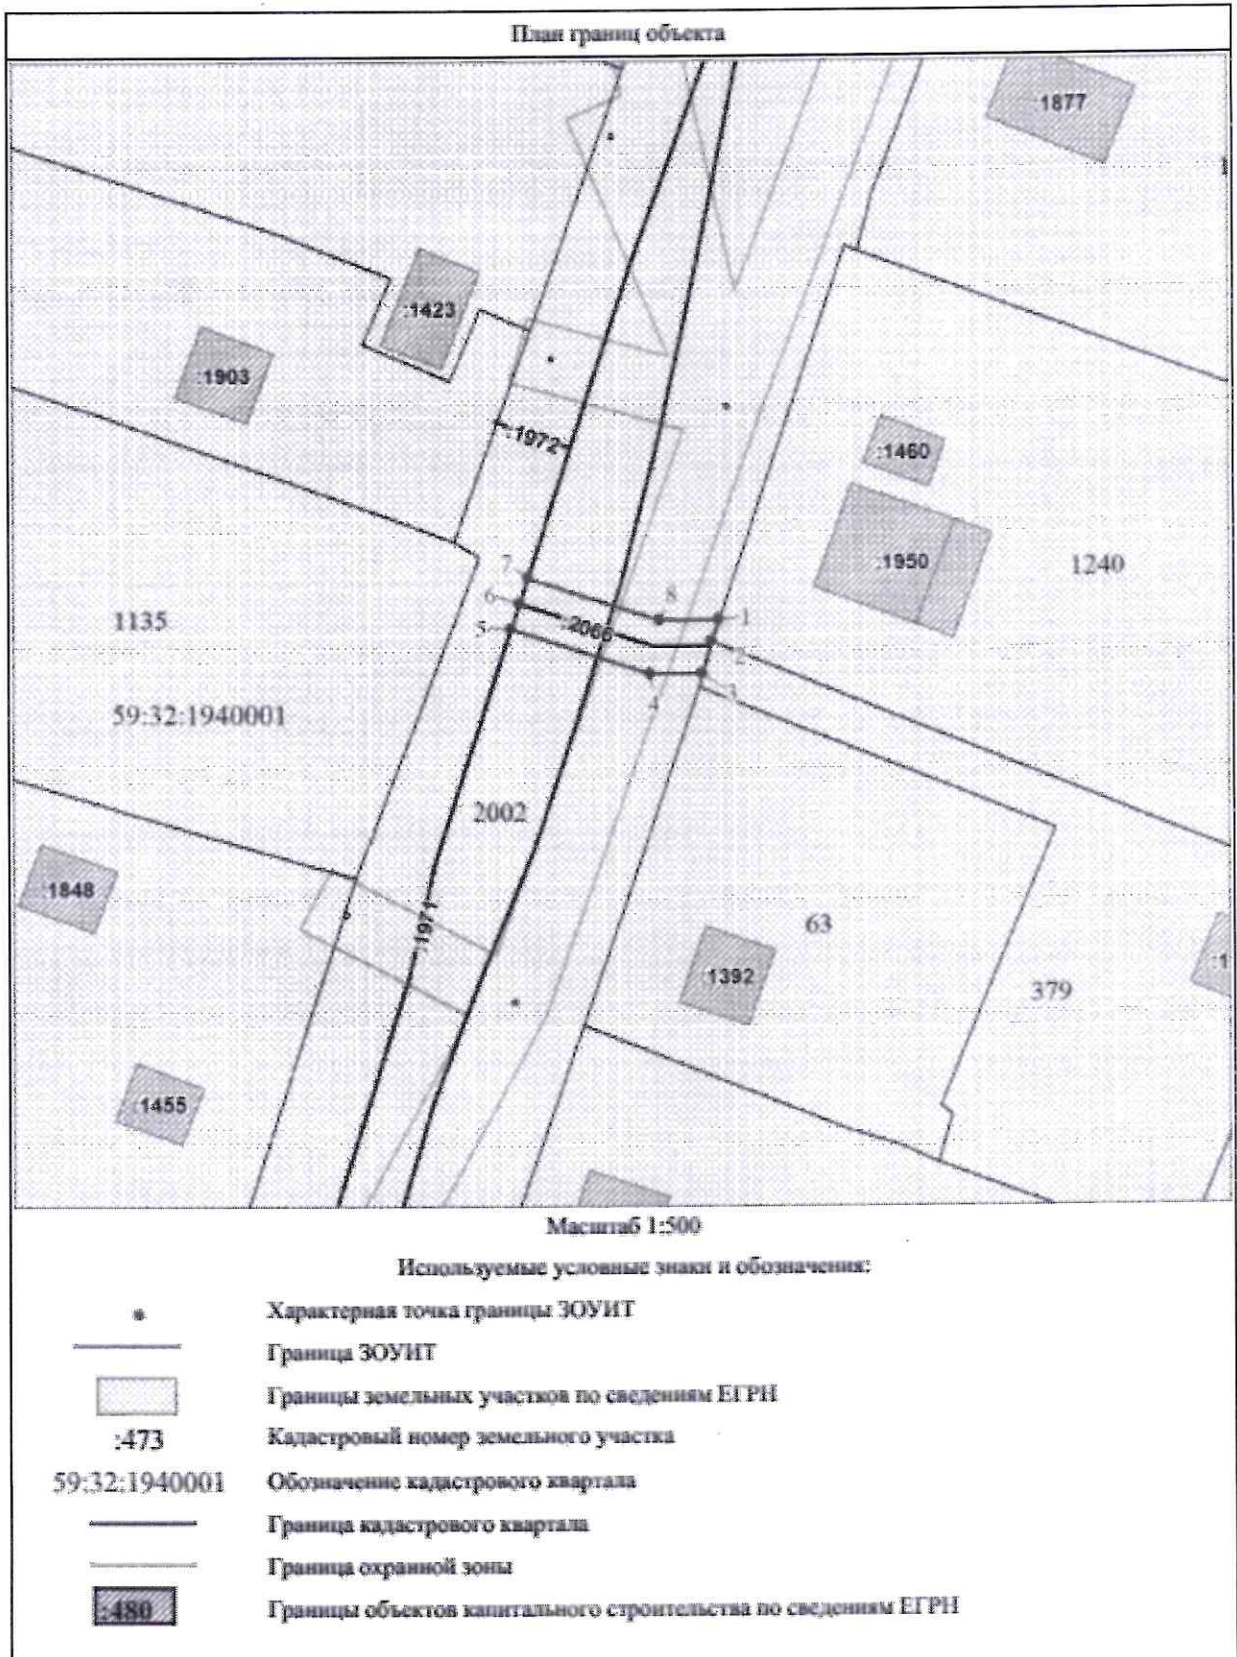 План границ объекта
:1877
:1423
:1903
:1972
:1460
:1950
1240
7
8
1
6
:2066
2
5
1135
4
3
59:32:1940001
2002
:1848
:1971
63
:1392
379
:1
:1455
Масштаб 1:500
Используемые условные знаки и обозначения:
Характерная точка границы ЗОУИТ
Граница ЗОУИТ
Границы земельных участков по сведениям ЕГРН
:473 Кадастровый номер земельного участка
59:32:1940001 Обозначение кадастрового квартала
Граница кадастрового квартала
Граница охранной зоны
:480 Границы объектов капитального строительства по сведениям ЕГРН